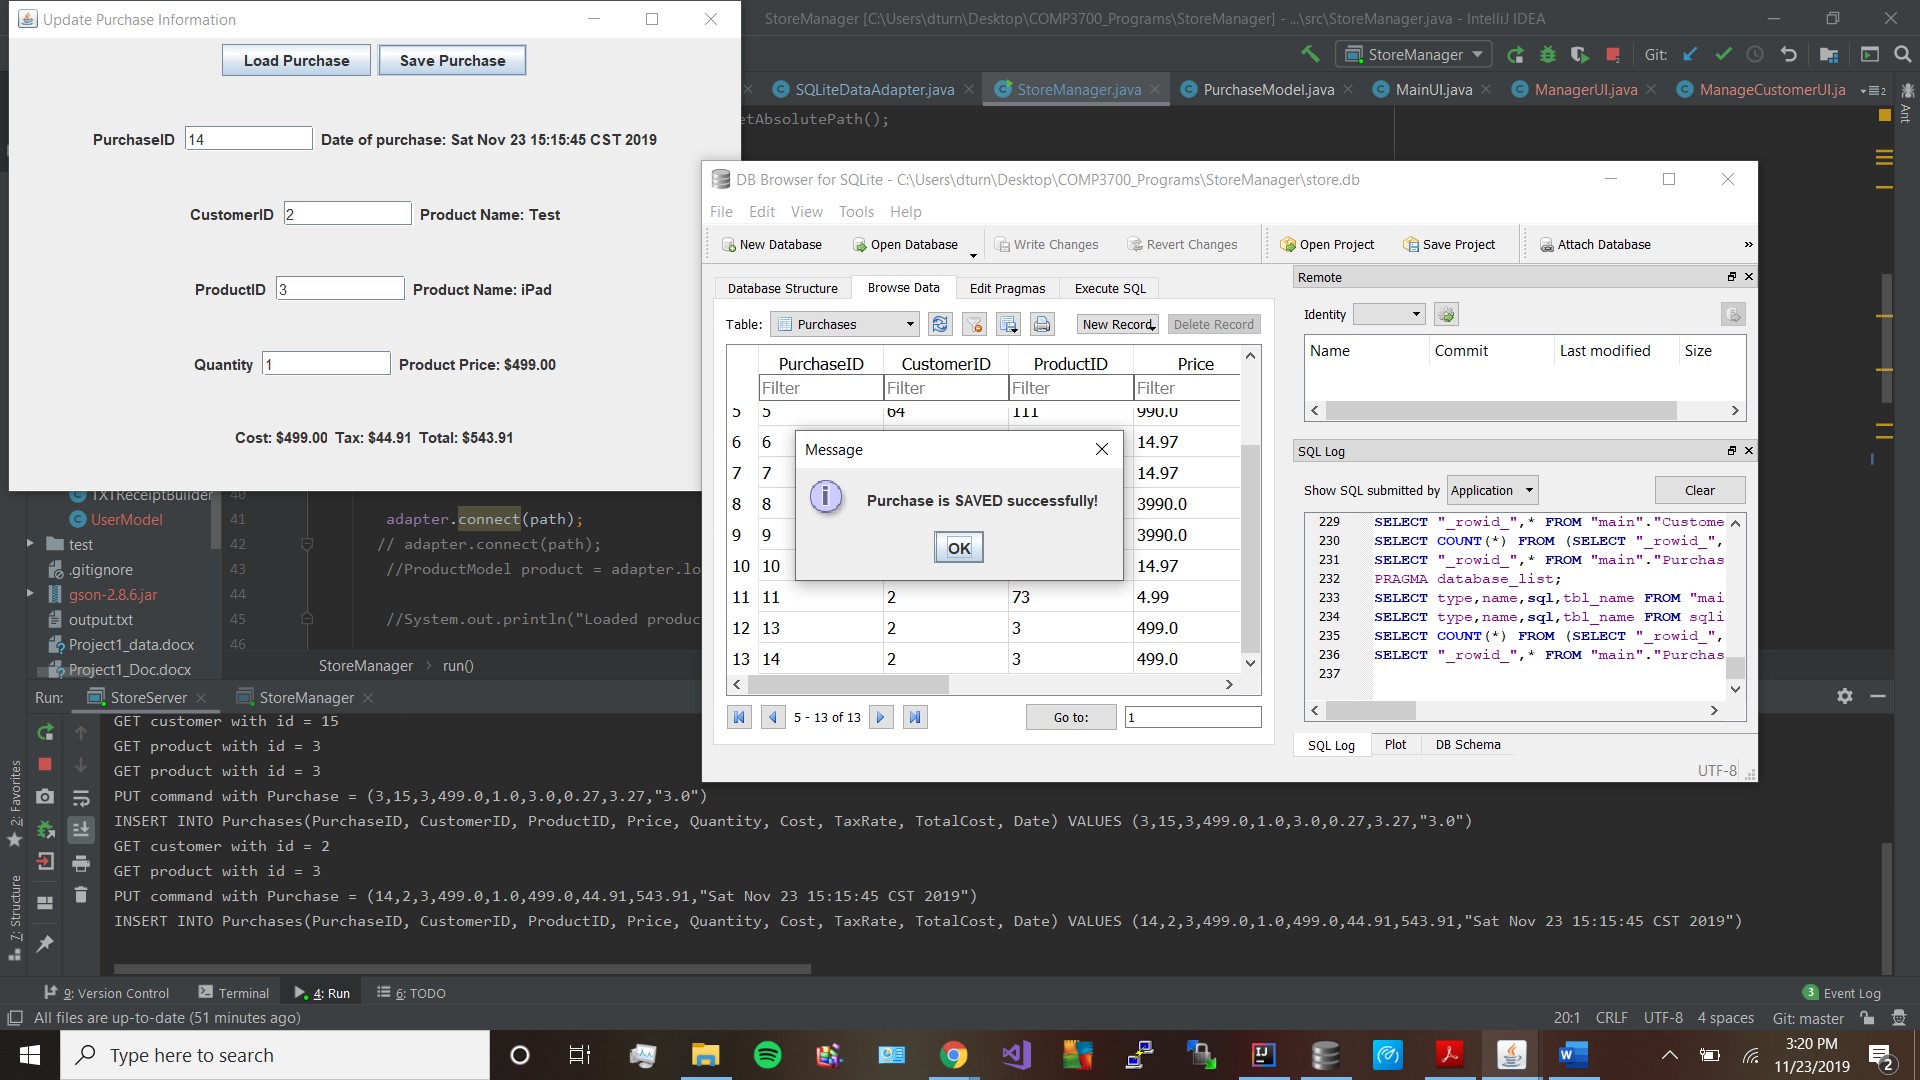 Update Purchase Information
Load Purchase
Save Purchase
PurchaseID 14 Date of purchase: Sat Nov 23 15:15:45 CST 2019
CustomerID 2 Product Name: Test
ProductID 3 Product Name: iPad
Quantity 1 Product Price: $499.00
Cost: $499.00 Tax: $44.91 Total: $543.91
StoreManager [C:\Users\dturn\Desktop\COMP3700_Programs\StoreManager] - ...\src\StoreManager.java - IntelliJ IDEA
StoreManager
Git:
SQLiteDataAdapter.java
StoreManager.java
PurchaseModel.java
MainUI.java
ManagerUI.java
ManageCustomerUI.ja
2
Ant
etAbsolutePath();
DB Browser for SQLite - C:\Users\dturn\Desktop\COMP3700_Programs\StoreManager\store.db
File Edit View Tools Help
New Database
Open Database
Write Changes
Revert Changes
Open Project
Save Project
Attach Database
»
Database Structure
Browse Data
Edit Pragmas
Execute SQL
Table: Purchases
New Record
Delete Record
PurchaseID CustomerID ProductID Price
Filter Filter Filter Filter
5 5 64 111 990.0
6 6 14.97
7 7 14.97
8 8 3990.0
9 9 3990.0
10 10 14.97
11 11 2 73 4.99
12 13 2 3 499.0
13 14 2 3 499.0
5 - 13 of 13
Go to: 1
Message
Purchase is SAVED successfully!
OK
Remote
Identity
Name Commit Last modified Size
SQL Log
Show SQL submitted by Application
Clear
229 SELECT "_rowid_",* FROM "main"."Custome
230 SELECT COUNT(*) FROM (SELECT "_rowid_",
231 SELECT "_rowid_",* FROM "main"."Purchas
232 PRAGMA database_list;
233 SELECT type,name,sql,tbl_name FROM "mai
234 SELECT type,name,sql,tbl_name FROM sqli
235 SELECT COUNT(*) FROM (SELECT "_rowid_",
236 SELECT "_rowid_",* FROM "main"."Purchas
237
SQL Log
Plot
DB Schema
UTF-8
TXTReceiptBuilder
UserModel
test
.gitignore
gson-2.8.6.jar
output.txt
Project1_data.docx
Project1_Doc.docx
40
41 adapter.connect(path);
42 // adapter.connect(path);
43 //ProductModel product = adapter.lo
44
45 //System.out.println("Loaded produc
46
StoreManager › run()
Run: StoreServer StoreManager
GET customer with id = 15
GET product with id = 3
GET product with id = 3
PUT command with Purchase = (3,15,3,499.0,1.0,3.0,0.27,3.27,"3.0")
INSERT INTO Purchases(PurchaseID, CustomerID, ProductID, Price, Quantity, Cost, TaxRate, TotalCost, Date) VALUES (3,15,3,499.0,1.0,3.0,0.27,3.27,"3.0")
GET customer with id = 2
GET product with id = 3
PUT command with Purchase = (14,2,3,499.0,1.0,499.0,44.91,543.91,"Sat Nov 23 15:15:45 CST 2019")
INSERT INTO Purchases(PurchaseID, CustomerID, ProductID, Price, Quantity, Cost, TaxRate, TotalCost, Date) VALUES (14,2,3,499.0,1.0,499.0,44.91,543.91,"Sat Nov 23 15:15:45 CST 2019")
2: Favorites
7: Structure
9: Version Control
Terminal
4: Run
6: TODO
3 Event Log
All files are up-to-date (51 minutes ago)
20:1 CRLF UTF-8 4 spaces Git: master
Type here to search
3:20 PM
11/23/2019
2